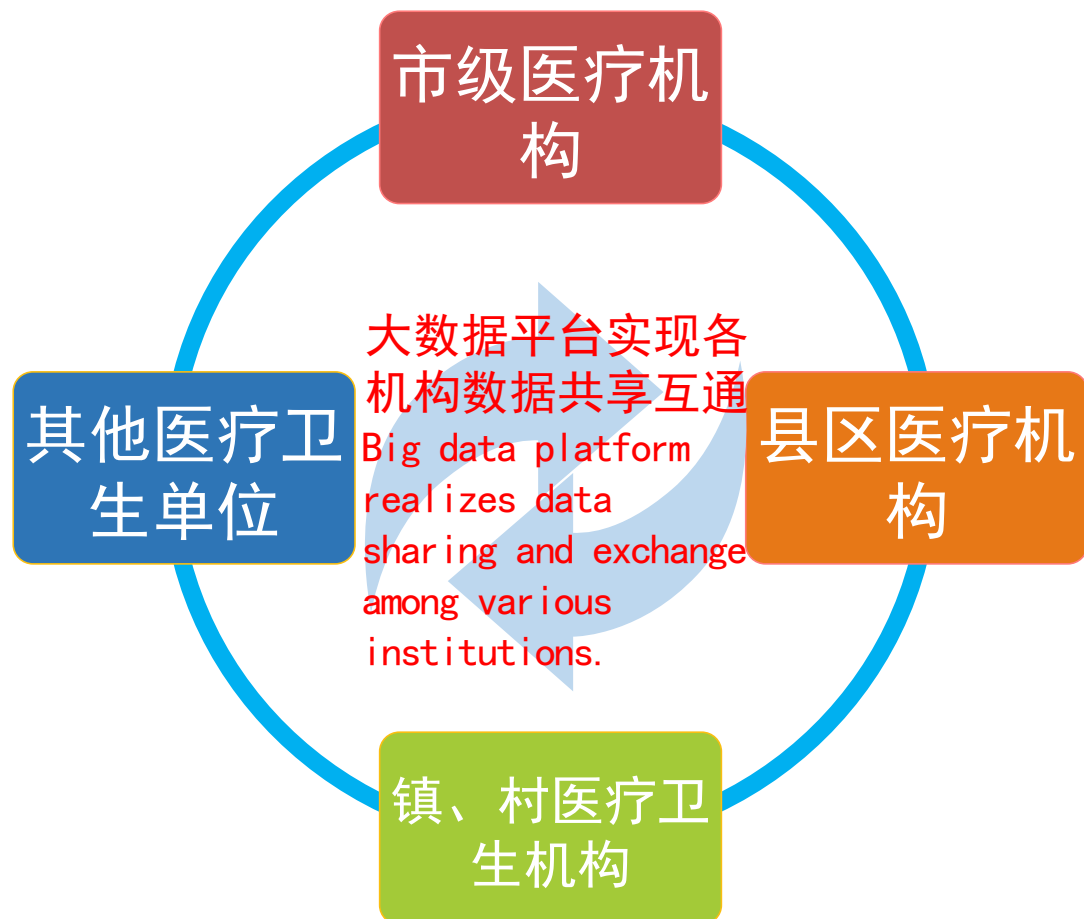 市级医疗机
构
大数据平台实现各
机构数据共享互通
Big data platform
realizes data
sharing and exchange
among various
institutions.
其他医疗卫
生单位
县区医疗机
构
镇、村医疗卫
生机构